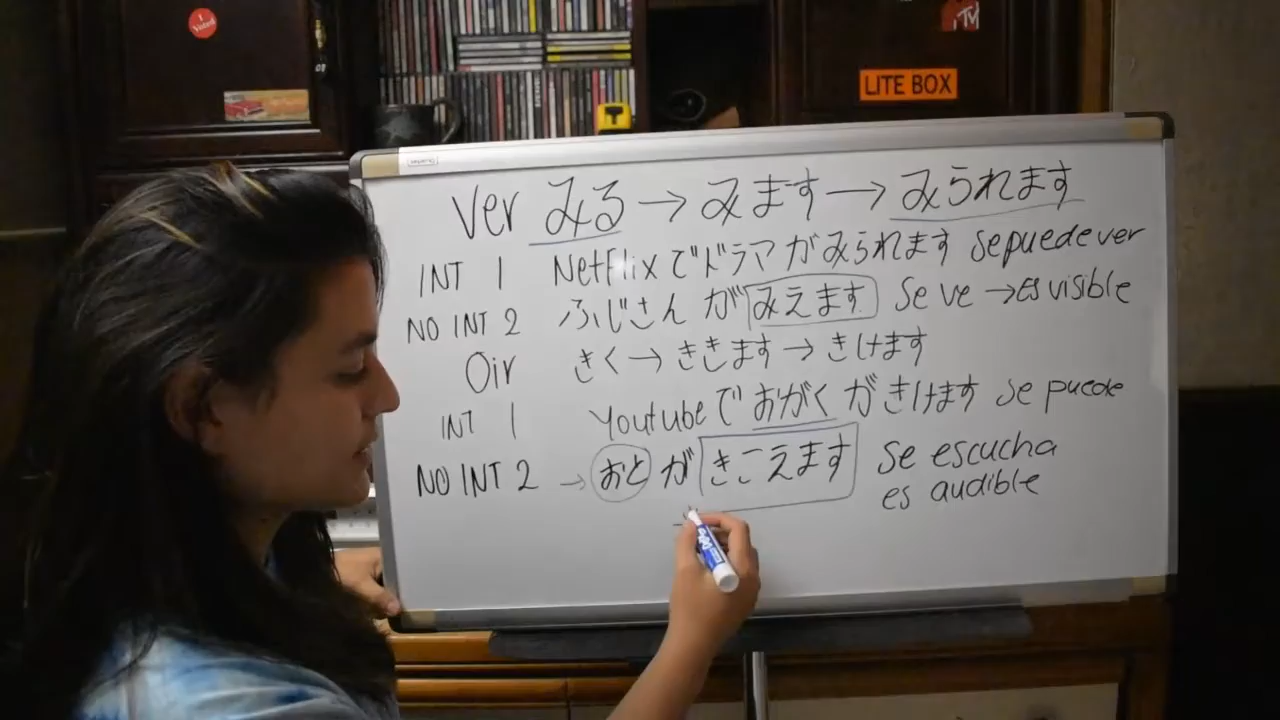 I Voted
MTV
LITE BOX
Ver みる → みます → みられます
INT 1 NetFlix でドラマがみられます se puede ver
NO INT 2 ふじさん が みえます se ve → es visible
Oir きく → ききます → きけます
INT 1 Youtube で おがく が きけます se puede
NO INT 2 → おと が きこえます se escucha
es audible